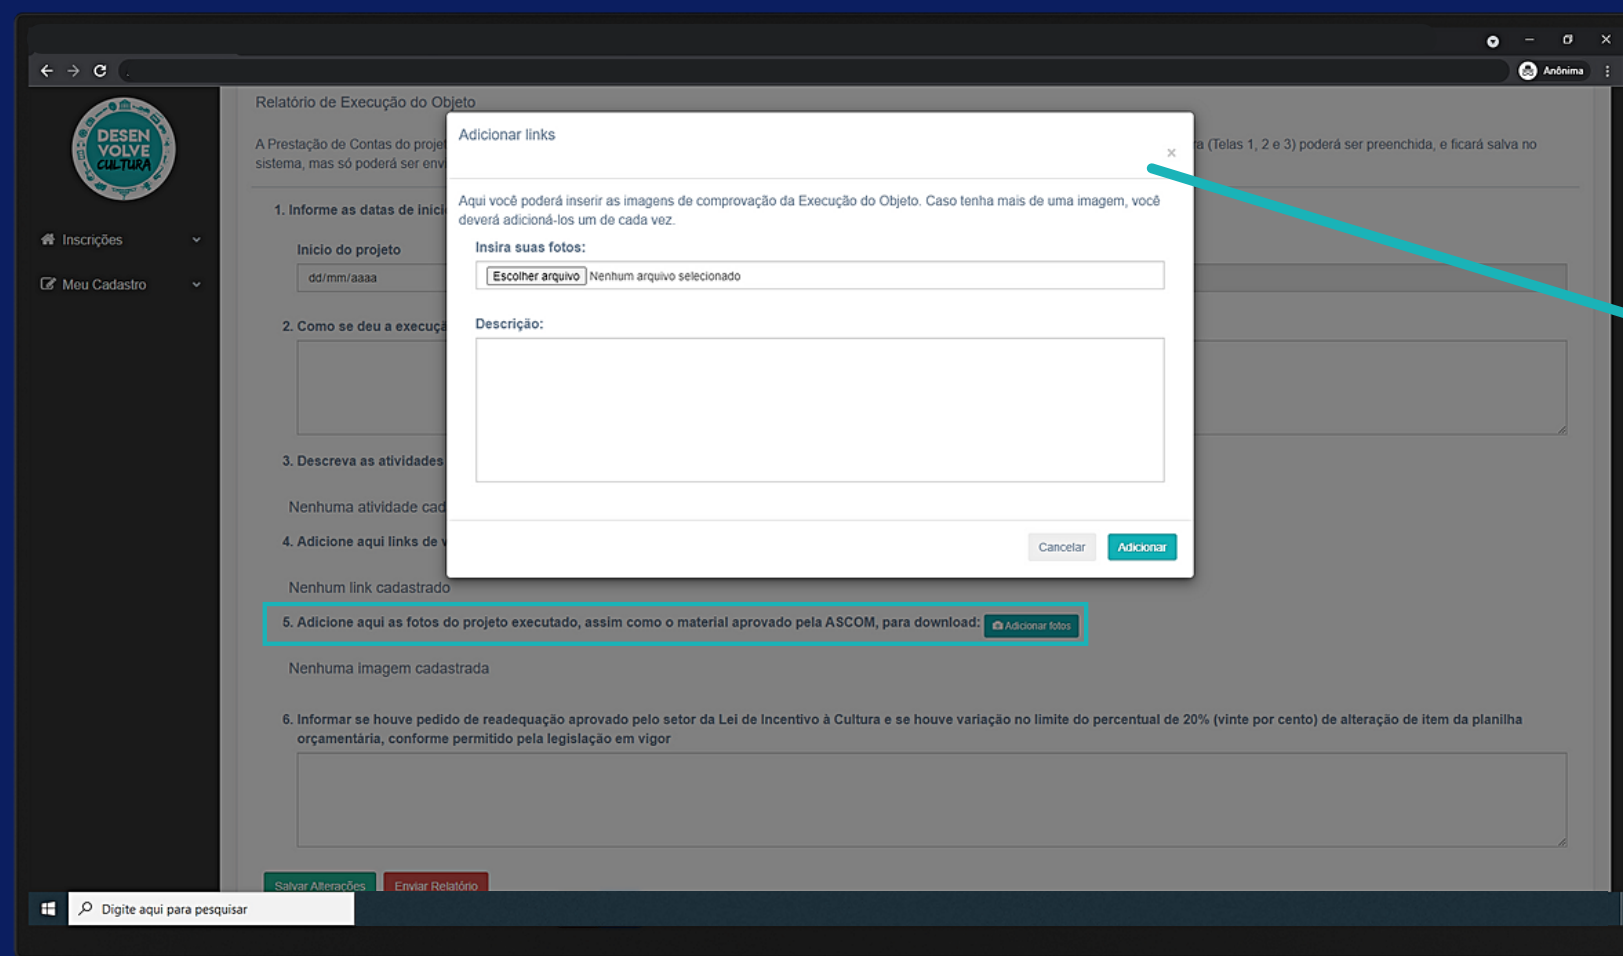 Anônima
DESEN
VOLVE
CULTURA
Inscrições
Meu Cadastro
Relatório de Execução do Objeto
A Prestação de Contas do
(Telas 1, 2 e 3) poderá ser preenchida, e ficará salva no
sistema, mas só poderá ser
1. Informe as datas de
Início do projeto
dd/mm/aaaa
2. Como se deu a
3. Descreva as atividades
Nenhuma atividade
4. Adicione aqui links de
Nenhum link cadastrado
5. Adicione aqui as fotos do projeto executado, assim como o material aprovado pela ASCOM, para download:
Adicionar fotos
Nenhuma imagem cadastrada
6. Informar se houve pedido de readequação aprovado pelo setor da Lei de Incentivo à Cultura e se houve variação no limite do percentual de 20% (vinte por cento) de alteração de item da planilha
orçamentária, conforme permitido pela legislação em vigor
Salvar Alterações
Enviar Relatório
Adicionar links
×
Aqui você poderá inserir as imagens de comprovação da Execução do Objeto. Caso tenha mais de uma imagem, você
deverá adicioná-los um de cada vez.
Insira suas fotos:
Escolher arquivo Nenhum arquivo selecionado
Descrição:
Cancelar
Adicionar
Digite aqui para pesquisar